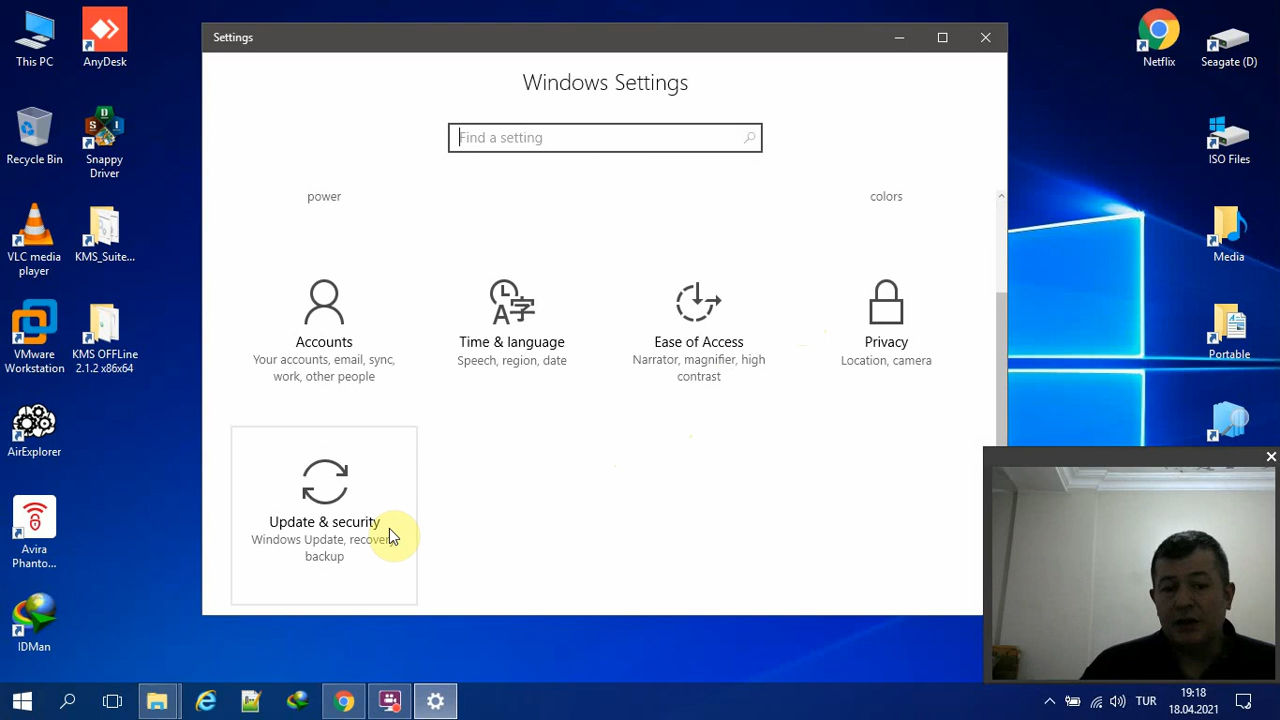 This PC
AnyDesk
Recycle Bin
Snappy
Driver
VLC media
player
KMS_Suite...
VMware
Workstation
KMS OFFLine
2.1.2 x86x64
AirExplorer
Avira
Phanto...
IDMan
Settings
Windows Settings
Find a setting
power
colors
Accounts
Your accounts, email, sync,
work, other people
Time & language
Speech, region, date
Ease of Access
Narrator, magnifier, high
contrast
Privacy
Location, camera
Update & security
Windows Update, recovery,
backup
Netflix
Seagate (D)
ISO Files
Media
Portable
TUR
19:18
18.04.2021